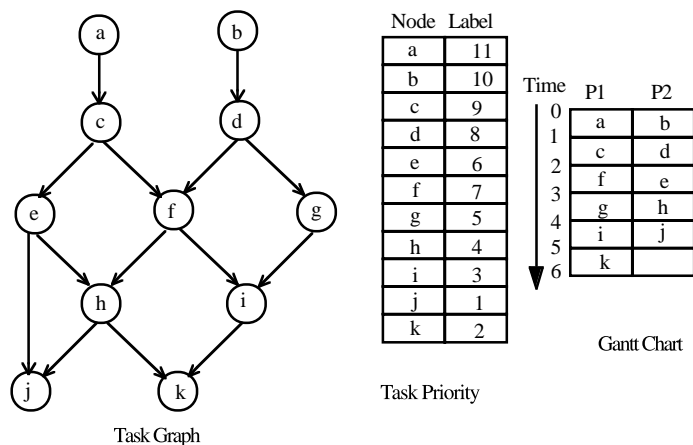 a
b
c
d
e
f
g
h
i
j
k
Task Graph
Node Label
a 11
b 10
c 9
d 8
e 6
f 7
g 5
h 4
i 3
j 1
k 2
Task Priority
Time P1 P2
0
a b
1
c d
2
f e
3
g h
4
i j
5
k
6
Gantt Chart